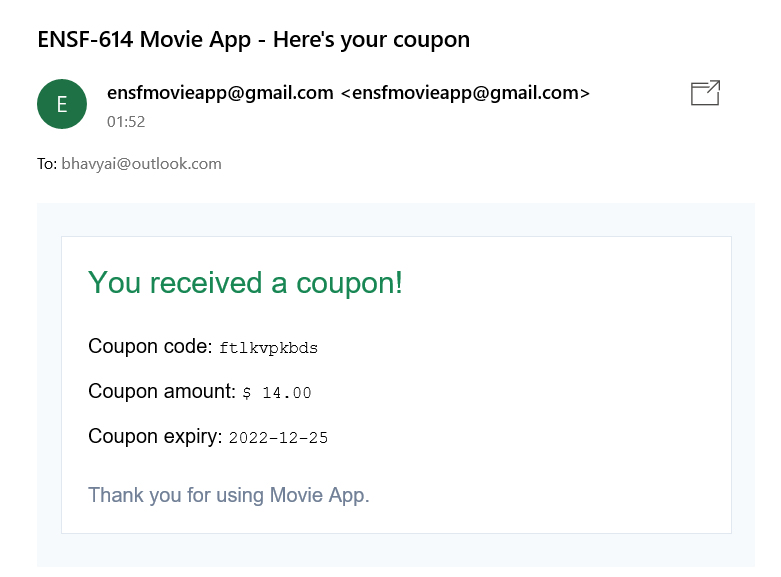 ENSF-614 Movie App - Here's your coupon
E
ensfmovieapp@gmail.com <ensfmovieapp@gmail.com>
01:52
To: bhavyai@outlook.com
You received a coupon!
Coupon code: ftlkvpkbds
Coupon amount: $ 14.00
Coupon expiry: 2022-12-25
Thank you for using Movie App.